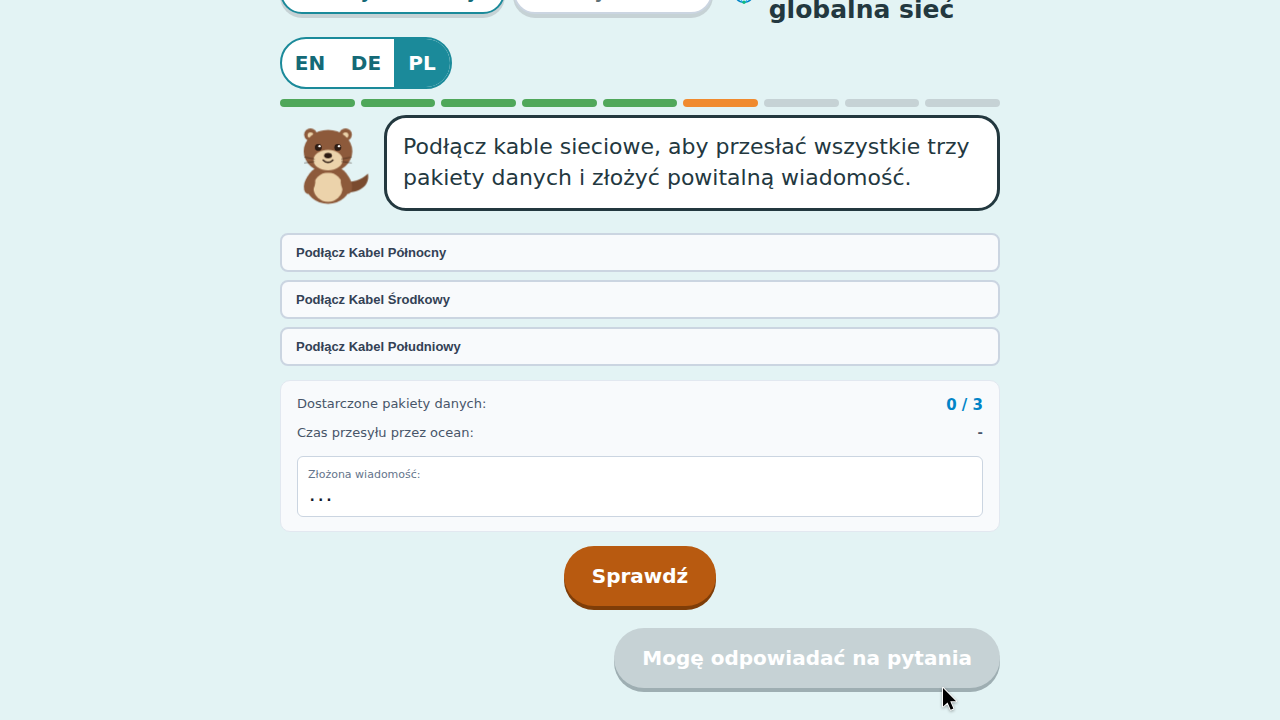 globalna sieć
EN DE PL
Podłącz kable sieciowe, aby przesłać wszystkie trzy
pakiety danych i złożyć powitalną wiadomość.
Podłącz Kabel Północny
Podłącz Kabel Środkowy
Podłącz Kabel Południowy
Dostarczone pakiety danych: 0 / 3
Czas przesyłu przez ocean: -
Złożona wiadomość:
...
Sprawdź
Mogę odpowiadać na pytania